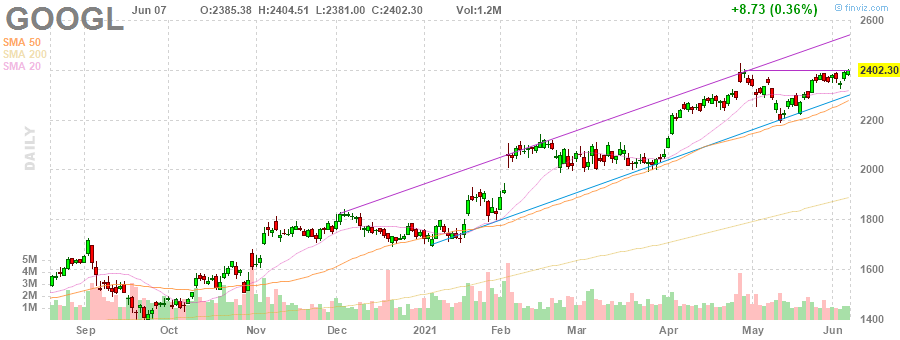 GOOGL Jun 07 O:2385.38 H:2404.51 L:2381.00 C:2402.30 Vol:1.2M +8.73 (0.36%) © finviz.com
SMA 50
SMA 200
SMA 20
DAILY
2600
2402.30
2200
2000
1800
1600
1400
5M
4M
3M
2M
1M
Sep Oct Nov Dec 2021 Feb Mar Apr May Jun